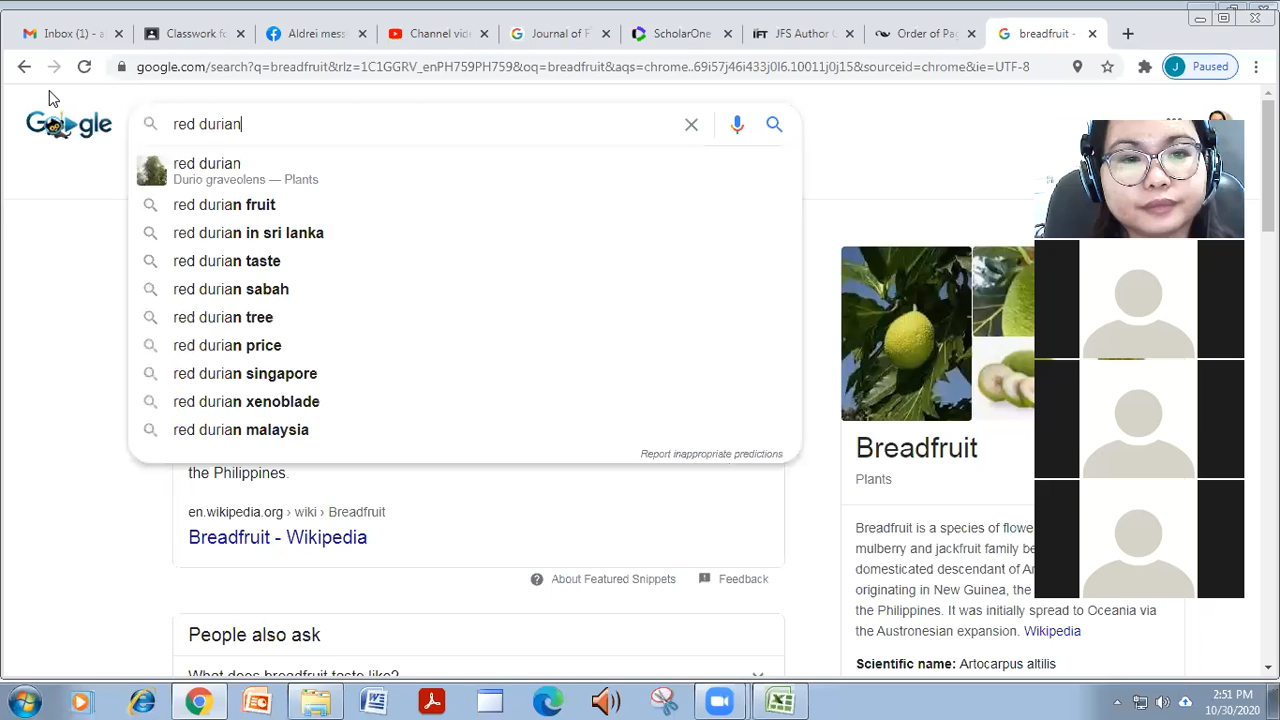 Inbox (1) - a
Classwork fo
Aldrei mess
Channel vid
Journal of F
ScholarOne
IFT
JFS Author
Order of Pa
breadfruit -
google.com/search?q=breadfruit&rlz=1C1GGRV_enPH759PH759&oq=breadfruit&aqs=chrome..69i57j46i433j0l6.10011j0j15&sourceid=chrome&ie=UTF-8
J
Paused
Google
red durian
red durian
Durio graveolens — Plants
red durian fruit
red durian in sri lanka
red durian taste
red durian sabah
red durian tree
red durian price
red durian singapore
red durian xenoblade
red durian malaysia
Report inappropriate predictions
the Philippines.
en.wikipedia.org › wiki › Breadfruit
Breadfruit - Wikipedia
About Featured Snippets
Feedback
People also ask
What does breadfruit taste like?
Breadfruit
Plants
Breadfruit is a species of flowe
mulberry and jackfruit family be
domesticated descendant of Ar
originating in New Guinea, the
the Philippines. It was initially spread to Oceania via
the Austronesian expansion. Wikipedia
Scientific name: Artocarpus altilis
2:51 PM
10/30/2020